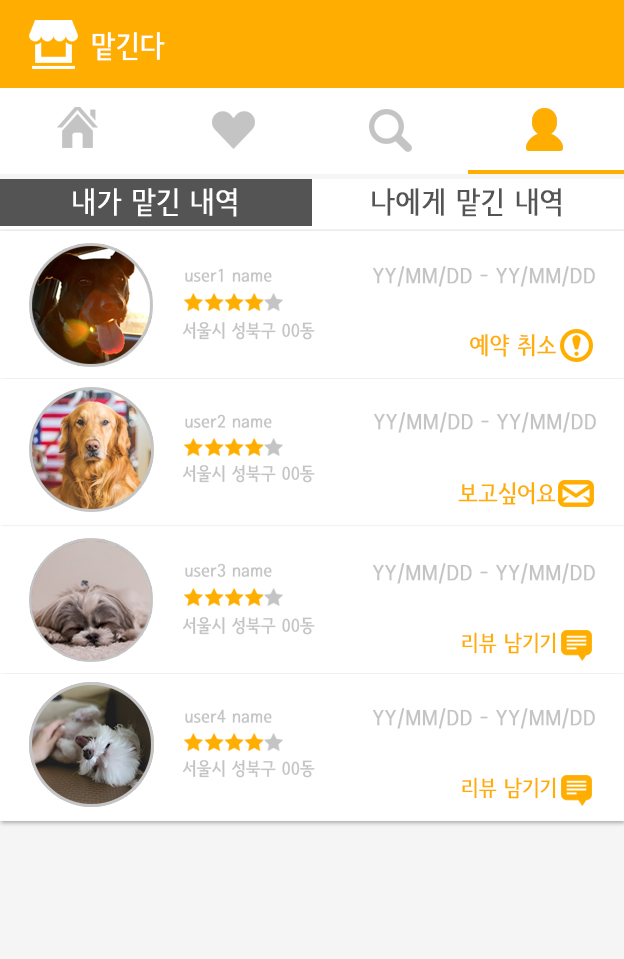 맡긴다
내가 맡긴 내역 나에게 맡긴 내역
user1 name YY/MM/DD - YY/MM/DD
서울시 성북구 00동
예약 취소
user2 name YY/MM/DD - YY/MM/DD
서울시 성북구 00동
보고싶어요
user3 name YY/MM/DD - YY/MM/DD
서울시 성북구 00동
리뷰 남기기
user4 name YY/MM/DD - YY/MM/DD
서울시 성북구 00동
리뷰 남기기